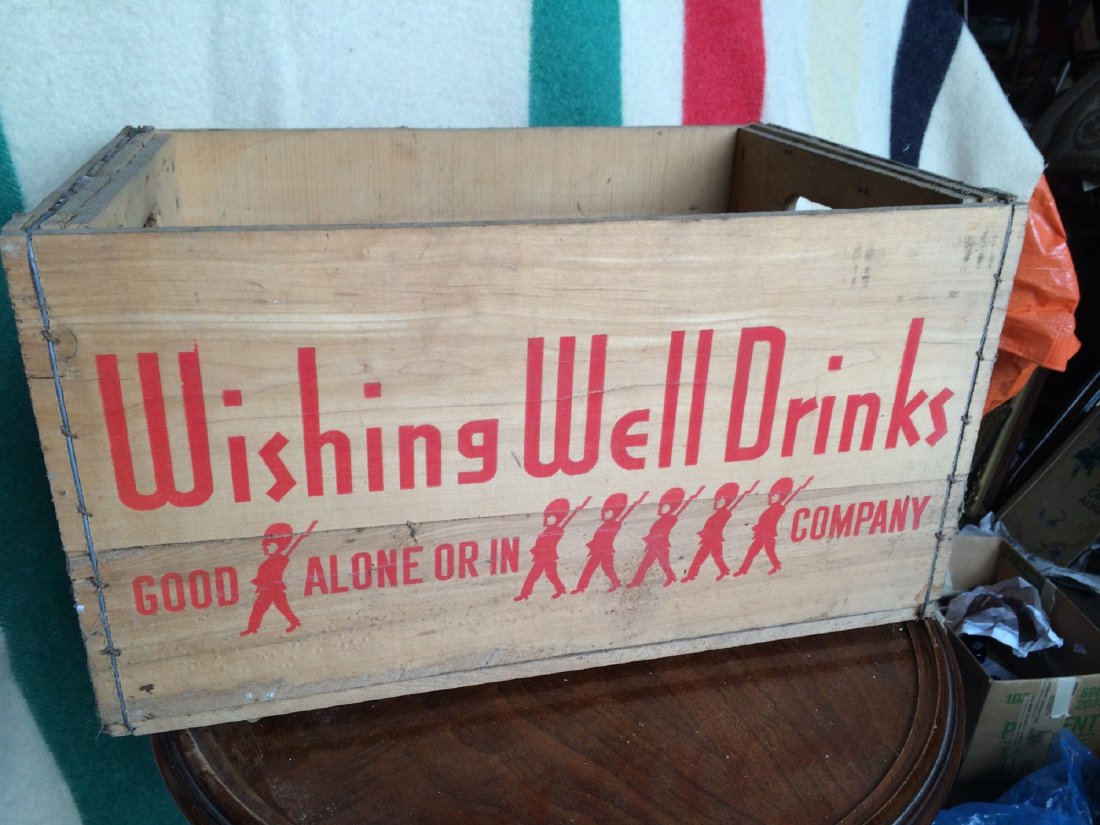 Wishing Well Drinks
GOOD ALONE OR IN COMPANY